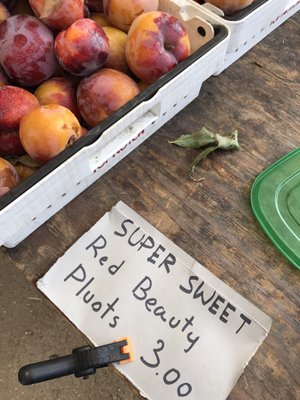 SUPER SWEET
Red Beauty
Pluots 3.00